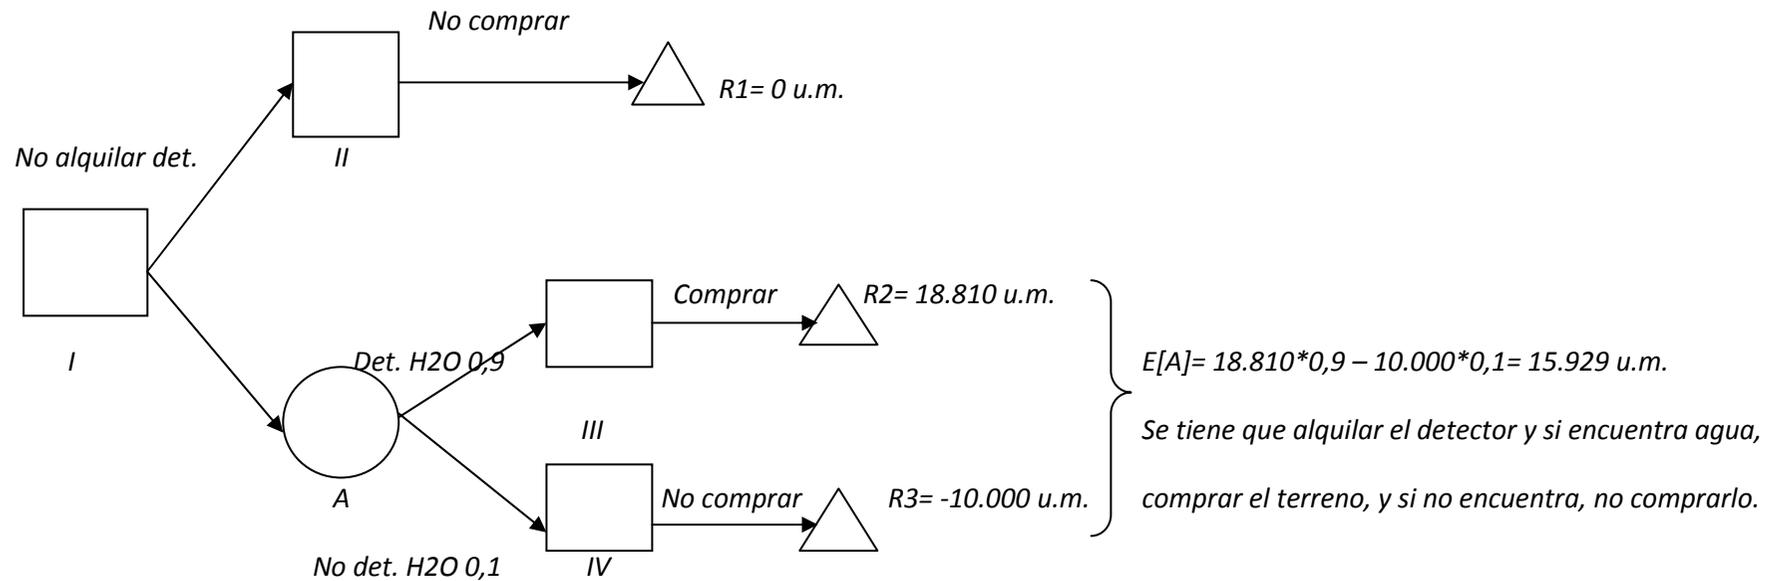 No comprar
R1= 0 u.m.
No alquilar det.
II
Comprar
R2= 18.810 u.m.
I
Det. H2O 0,9
E[A]= 18.810*0,9 – 10.000*0,1= 15.929 u.m.
III
Se tiene que alquilar el detector y si encuentra agua,
A
No comprar
R3= -10.000 u.m.
comprar el terreno, y si no encuentra, no comprarlo.
No det. H2O 0,1
IV